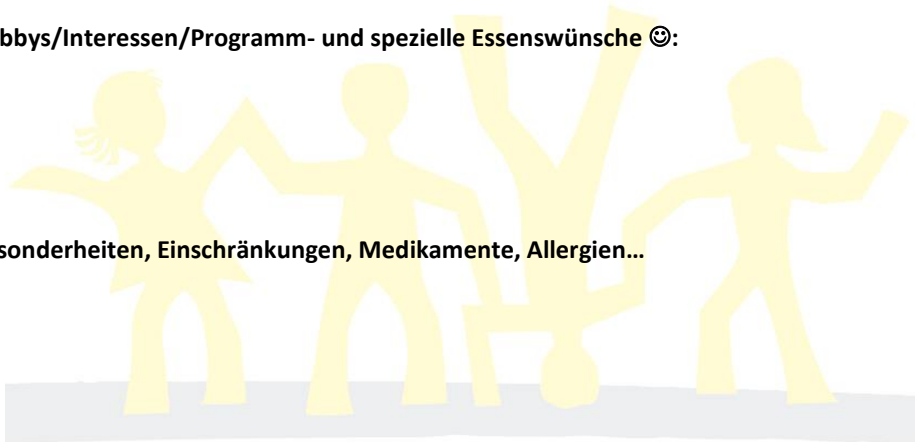 bbys/Interessen/Programm- und spezielle Essenswünsche ☺:
sonderheiten, Einschränkungen, Medikamente, Allergien…